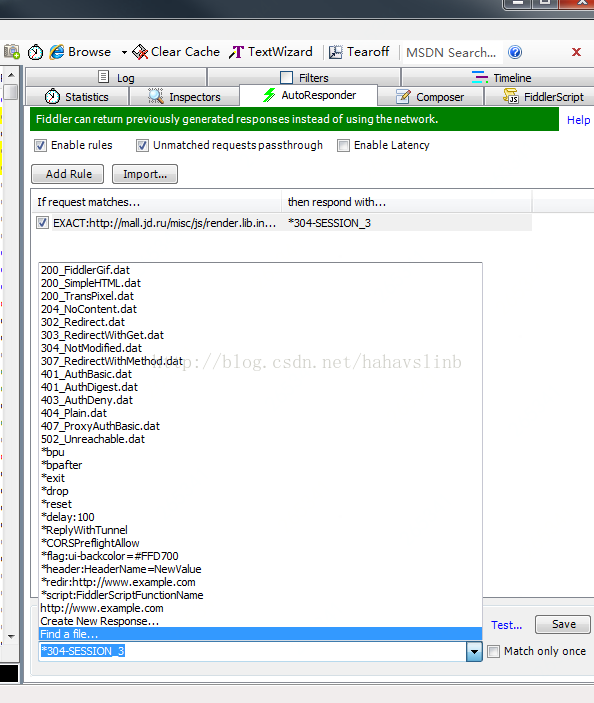 Browse Clear Cache TextWizard Tearoff MSDN Search...
Log Filters Timeline
Statistics Inspectors AutoResponder Composer FiddlerScript
Fiddler can return previously generated responses instead of using the network. Help
Enable rules Unmatched requests passthrough Enable Latency
Add Rule Import...
If request matches... then respond with...
EXACT:http://mall.jd.ru/misc/js/render.lib.in... *304-SESSION_3
200_FiddlerGif.dat
200_SimpleHTML.dat
200_TransPixel.dat
204_NoContent.dat
302_Redirect.dat
303_RedirectWithGet.dat
304_NotModified.dat
307_RedirectWithMethod.dat
http://blog.csdn.net/hahavslinb
401_AuthBasic.dat
401_AuthDigest.dat
403_AuthDeny.dat
404_Plain.dat
407_ProxyAuthBasic.dat
502_Unreachable.dat
*bpu
*bpafter
*exit
*drop
*reset
*delay:100
*ReplyWithTunnel
*CORSPreflightAllow
*flag:ui-backcolor=#FFD700
*header:HeaderName=NewValue
*redir:http://www.example.com
*script:FiddlerScriptFunctionName
http://www.example.com
Create New Response...
Find a file...
Test... Save
*304-SESSION_3 Match only once